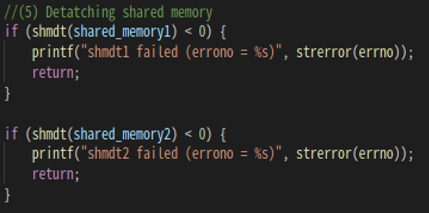 //(5) Detatching shared memory
if (shmdt(shared_memory1) < 0) {
    printf("shmdt1 failed (errono = %s)", strerror(errno));
    return;
}

if (shmdt(shared_memory2) < 0) {
    printf("shmdt2 failed (errono = %s)", strerror(errno));
    return;
}